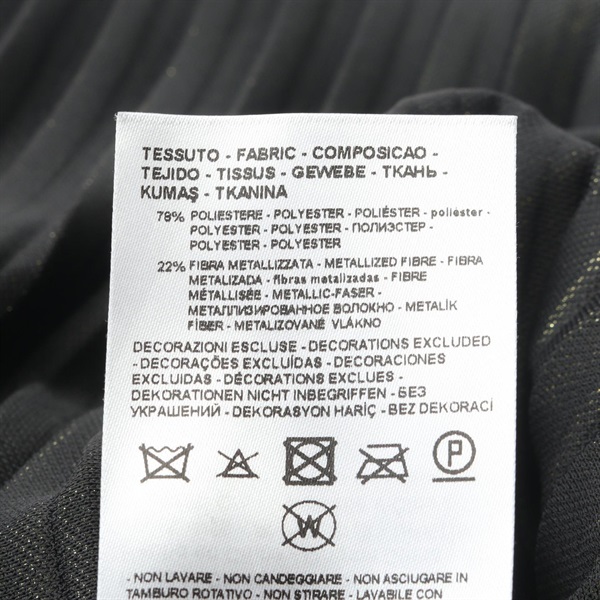 TESSUTO - FABRIC - COMPOSICAO -
TEJIDO - TISSUS - GEWEBE - ТКАНЬ -
KUMAŞ - TKANINA
78% POLIESTERE - POLYESTER - POLIÉSTER - poliéster -
POLYESTER - POLYESTER - ПОЛИЭСТЕР -
POLYESTER - POLYESTER
22% FIBRA METALLIZZATA - METALLIZED FIBRE - FIBRA
METALIZADA - fibras metalizadas - FIBRE
MÉTALLISÉE - METALLIC-FASER -
МЕТАЛЛИЗИРОВАННОЕ ВОЛОКНО - METALİK
FİBER - METALIZOVANÉ VLÁKNO
DECORAZIONI ESCLUSE - DECORATIONS EXCLUDED
- DECORAÇÕES EXCLUÍDAS - DECORACIONES
EXCLUIDAS - DÉCORATIONS EXCLUES -
DEKORATIONEN NICHT INBEGRIFFEN - БЕЗ
УКРАШЕНИЙ - DEKORASYON HARİÇ - BEZ DEKORACÍ
P
W
- NON LAVARE - NON CANDEGGIARE - NON ASCIUGARE IN
TAMBURO ROTATIVO - NON STIRARE - LAVABILE CON